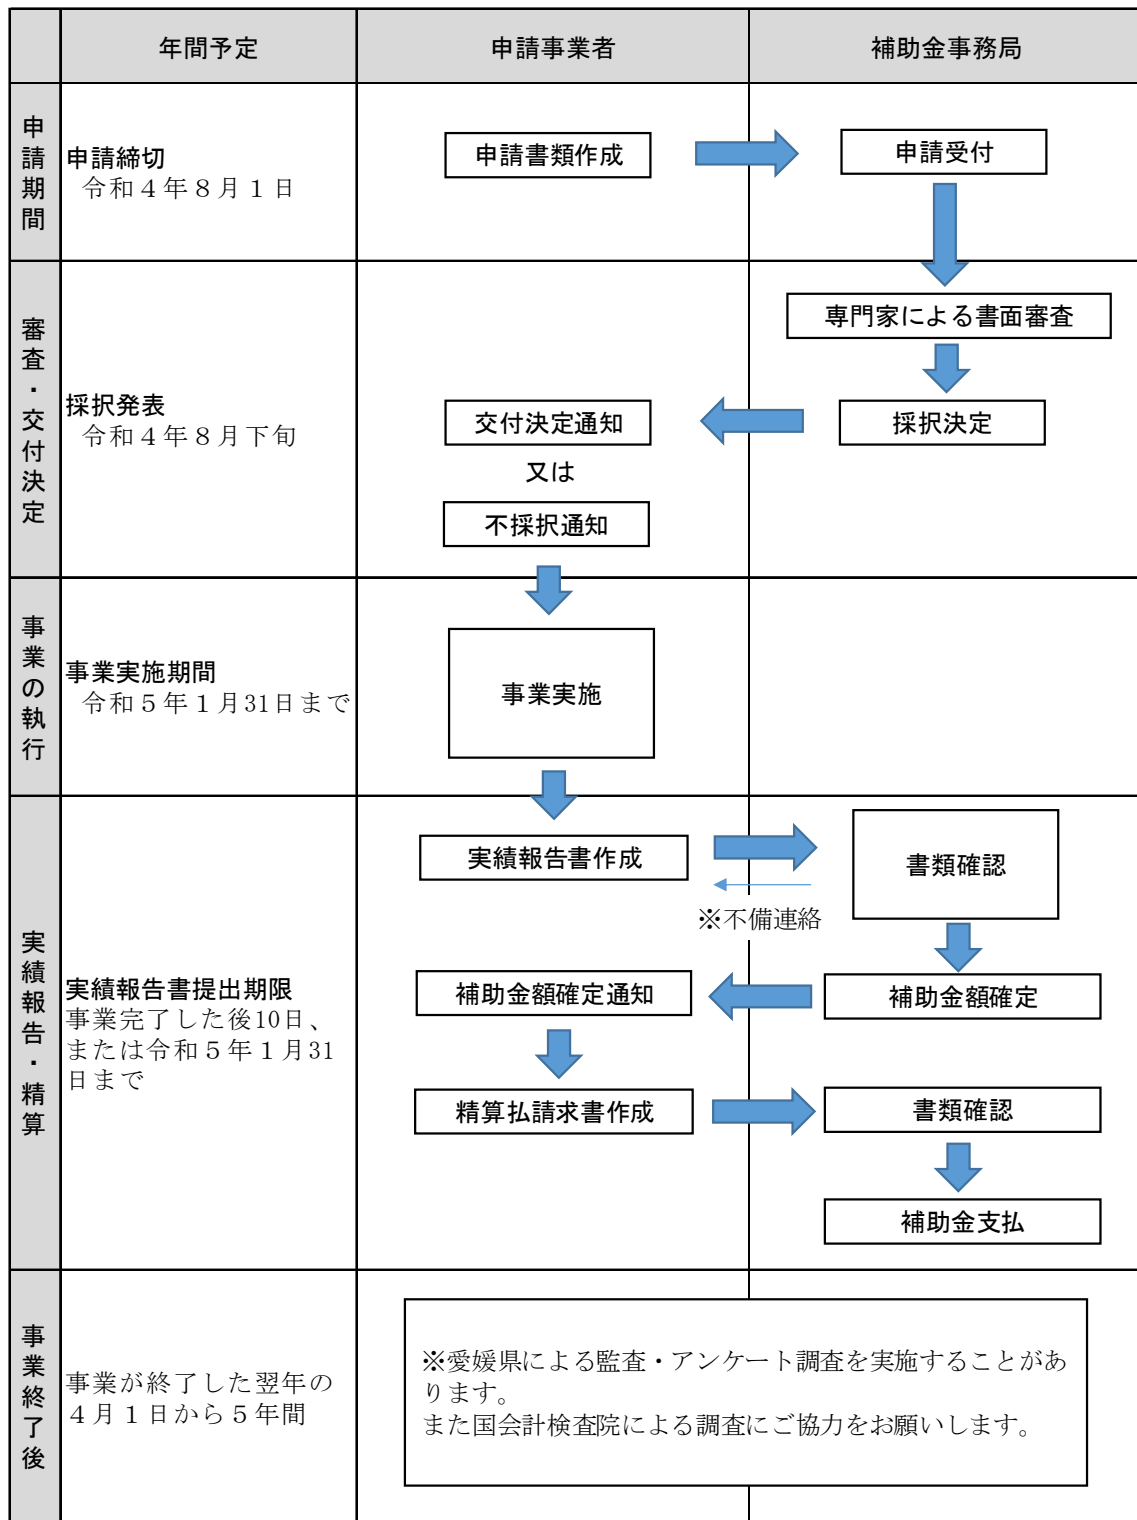 年間予定
申請事業者
補助金事務局
申請期間
申請締切
令和４年８月１日
申請書類作成
申請受付
審査・交付決定
採択発表
令和４年８月下旬
専門家による書面審査
採択決定
交付決定通知
又は
不採択通知
事業の執行
事業実施期間
令和５年１月31日まで
事業実施
実績報告・精算
実績報告書提出期限
事業完了した後10日、
または令和５年１月31
日まで
実績報告書作成
書類確認
※不備連絡
補助金額確定
補助金額確定通知
精算払請求書作成
書類確認
補助金支払
事業終了後
事業が終了した翌年の
４月１日から５年間
※愛媛県による監査・アンケート調査を実施することがあ
ります。
また国会計検査院による調査にご協力をお願いします。